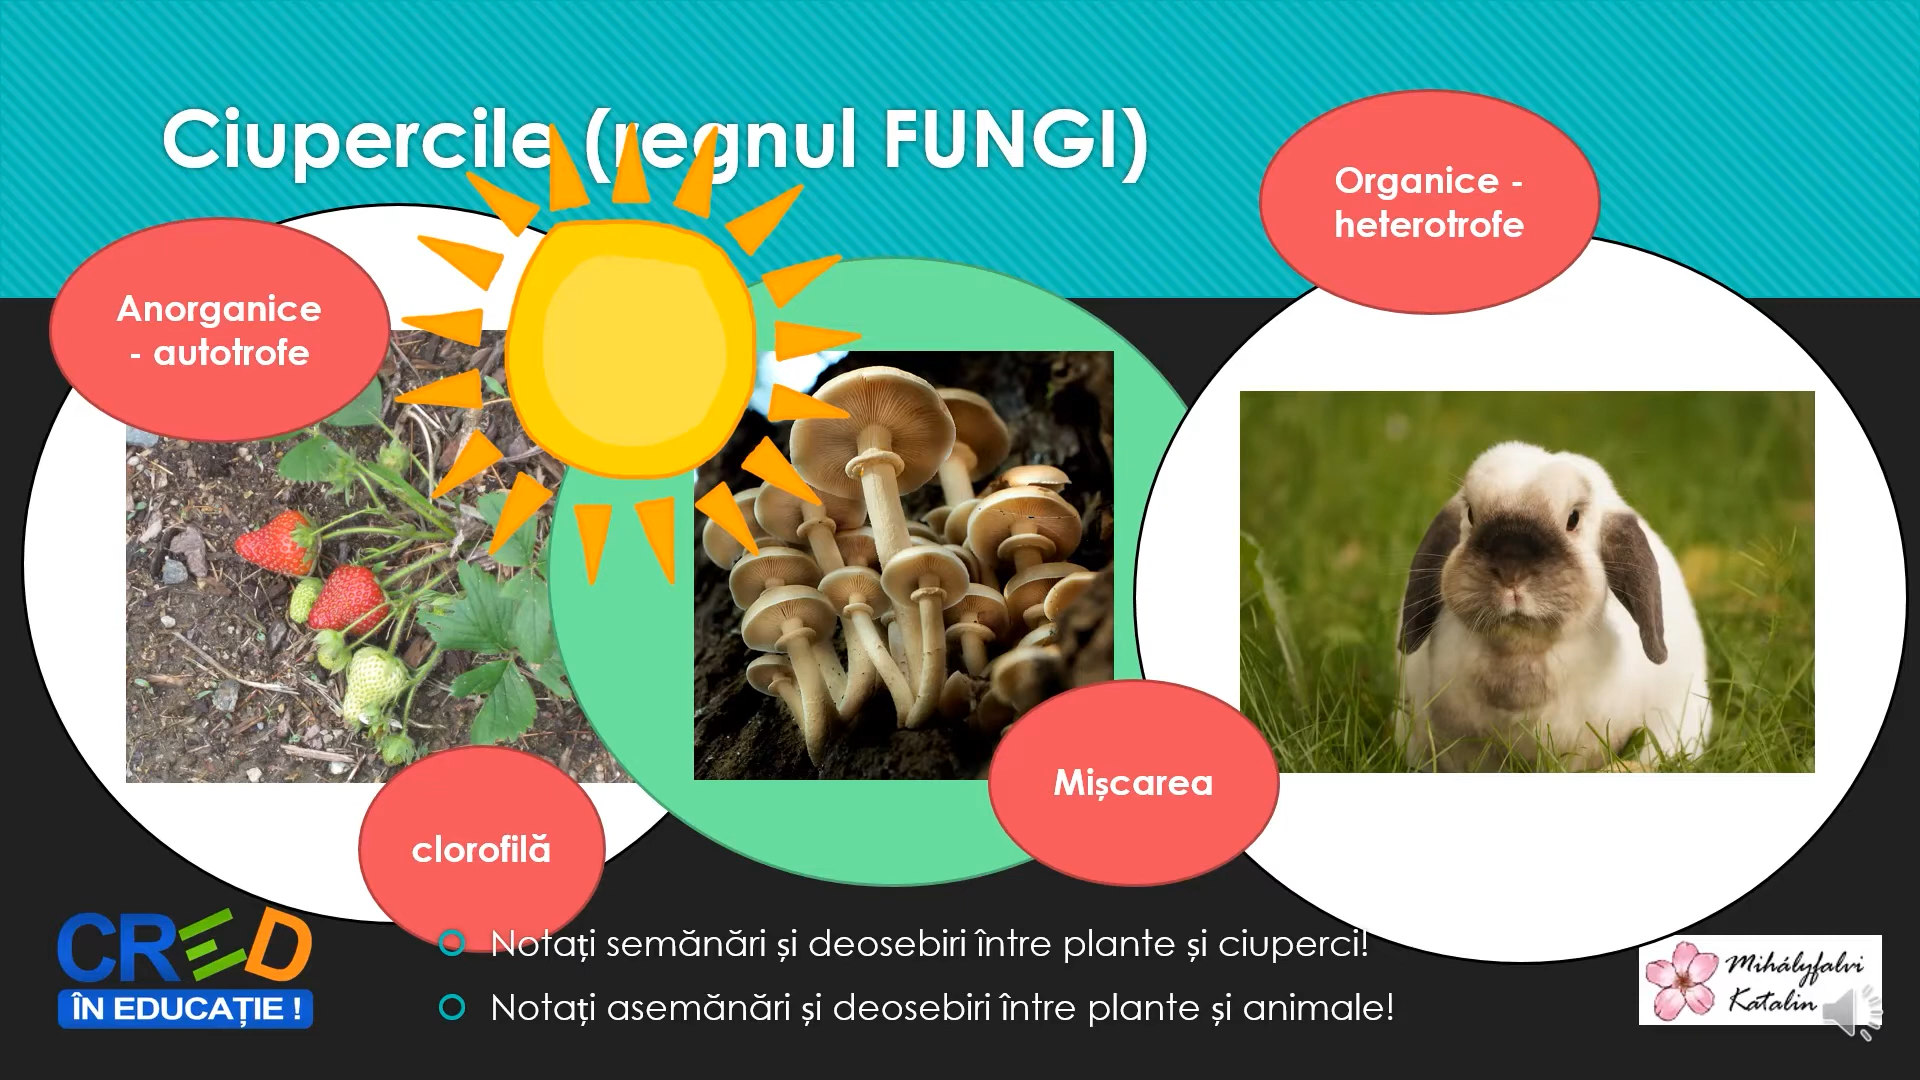 Ciupercile (regnul FUNGI)
Organice -
heterotrofe
Anorganice
- autotrofe
Mișcarea
clorofilă
Notați semănări și deosebiri între plante și ciuperci!
Notați asemănări și deosebiri între plante și animale!
CRED
ÎN EDUCAȚIE !
Mihályfalvi
Katalin